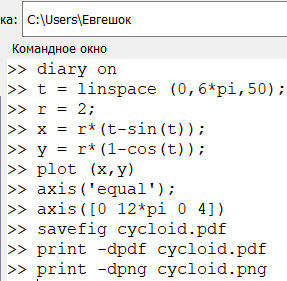 ка: C:\Users\Евгешок
Командное окно
>> diary on
>> t = linspace (0,6*pi,50);
>> r = 2;
>> x = r*(t-sin(t));
>> y = r*(1-cos(t));
>> plot (x,y)
>> axis('equal');
>> axis([0 12*pi 0 4])
>> savefig cycloid.pdf
>> print -dpdf cycloid.pdf
>> print -dpng cycloid.png